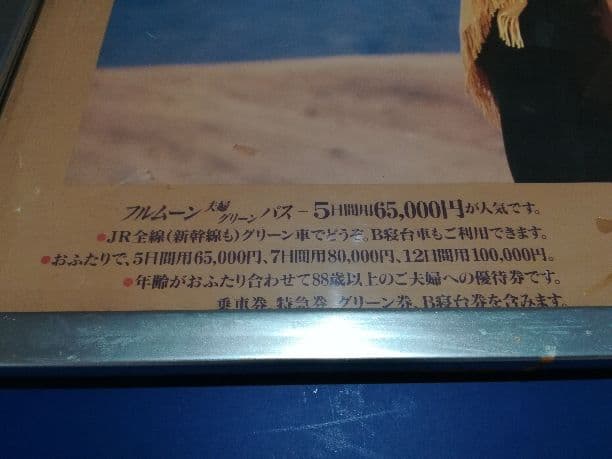 フルムーン夫婦グリーンパス－5日間用65,000円が人気です。
●JR全線(新幹線も)グリーン車でどうぞ。B寝台車もご利用できます。
●おふたりで、5日間用65,000円、7日間用80,000円、12日間用100,000円。
●年齢がおふたり合わせて88歳以上のご夫婦への優待券です。
乗車券、特急券、グリーン券、B寝台券を含みます。